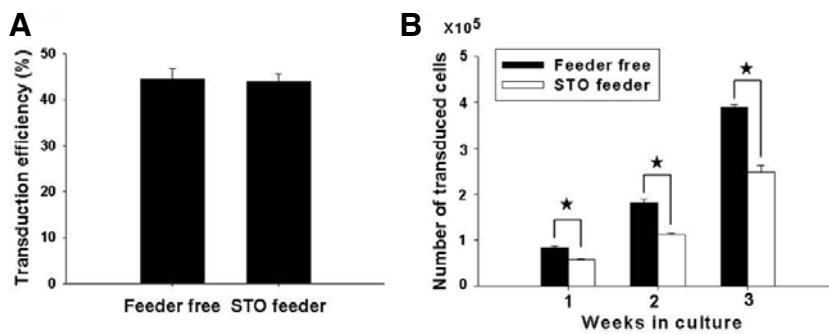 A
Transduction efficiency (%)
50
40
30
20
10
0
Feeder free
STO feeder
B
X10⁵
Number of transduced cells
5
4
3
2
1
0
Feeder free
STO feeder
1
2
3
Weeks in culture